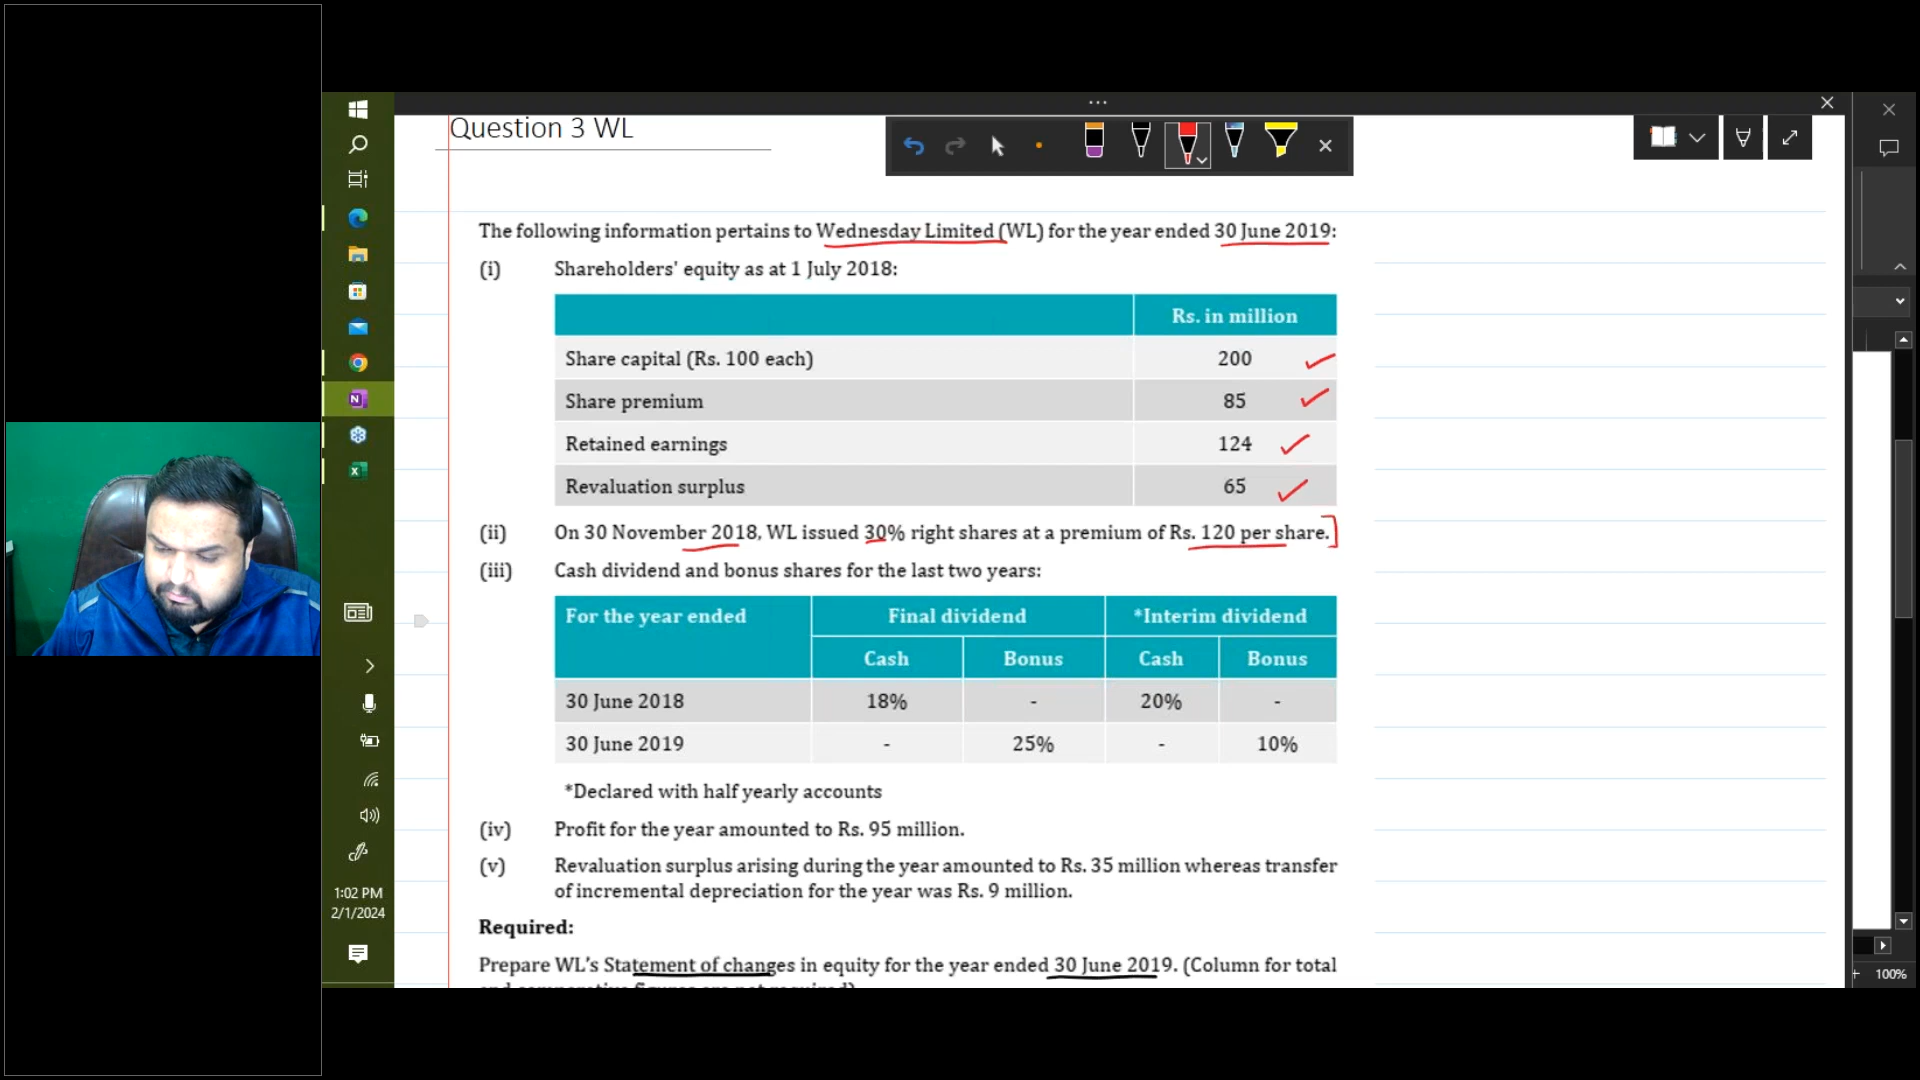 Question 3 WL
The following information pertains to Wednesday Limited (WL) for the year ended 30 June 2019:
(i) Shareholders' equity as at 1 July 2018:
Rs. in million
Share capital (Rs. 100 each) 200
Share premium 85
Retained earnings 124
Revaluation surplus 65
(ii) On 30 November 2018, WL issued 30% right shares at a premium of Rs. 120 per share.
(iii) Cash dividend and bonus shares for the last two years:
For the year ended Final dividend *Interim dividend
Cash Bonus Cash Bonus
30 June 2018 18% - 20% -
30 June 2019 - 25% - 10%
*Declared with half yearly accounts
(iv) Profit for the year amounted to Rs. 95 million.
(v) Revaluation surplus arising during the year amounted to Rs. 35 million whereas transfer
of incremental depreciation for the year was Rs. 9 million.
Required:
Prepare WL's Statement of changes in equity for the year ended 30 June 2019. (Column for total
1:02 PM
2/1/2024
100%